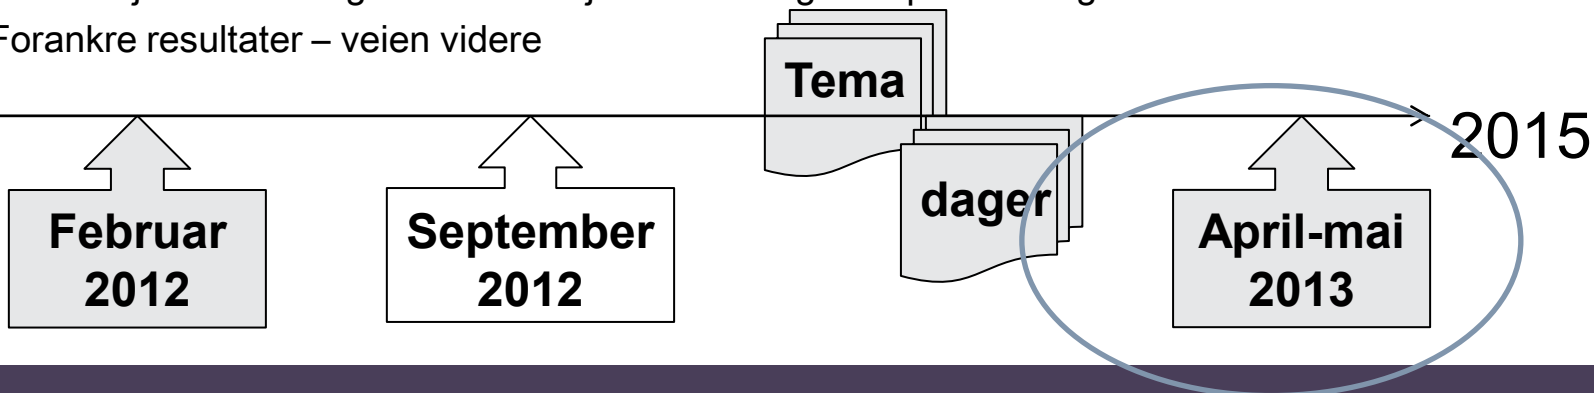 Forankre resultater – veien videre
Tema
dager
2015
Februar
2012
September
2012
April-mai
2013